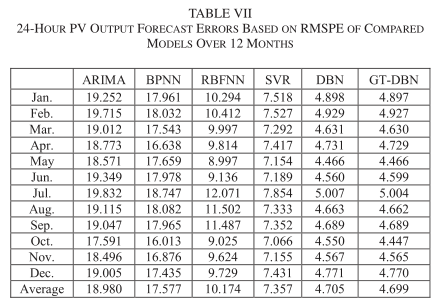 TABLE VII
24-HOUR PV OUTPUT FORECAST ERRORS BASED ON RMSPE OF COMPARED
MODELS OVER 12 MONTHS
ARIMA BPNN RBFNN SVR DBN GT-DBN
Jan. 19.252 17.961 10.294 7.518 4.898 4.897
Feb. 19.715 18.032 10.412 7.527 4.929 4.927
Mar. 19.012 17.543 9.997 7.292 4.631 4.630
Apr. 18.773 16.638 9.814 7.417 4.731 4.729
May 18.571 17.659 8.997 7.154 4.466 4.466
Jun. 19.349 17.978 9.136 7.189 4.560 4.599
Jul. 19.832 18.747 12.071 7.854 5.007 5.004
Aug. 19.115 18.082 11.502 7.333 4.663 4.662
Sep. 19.047 17.965 11.487 7.352 4.689 4.689
Oct. 17.591 16.013 9.025 7.066 4.550 4.447
Nov. 18.496 16.876 9.624 7.155 4.567 4.565
Dec. 19.005 17.435 9.729 7.431 4.771 4.770
Average 18.980 17.577 10.174 7.357 4.705 4.699